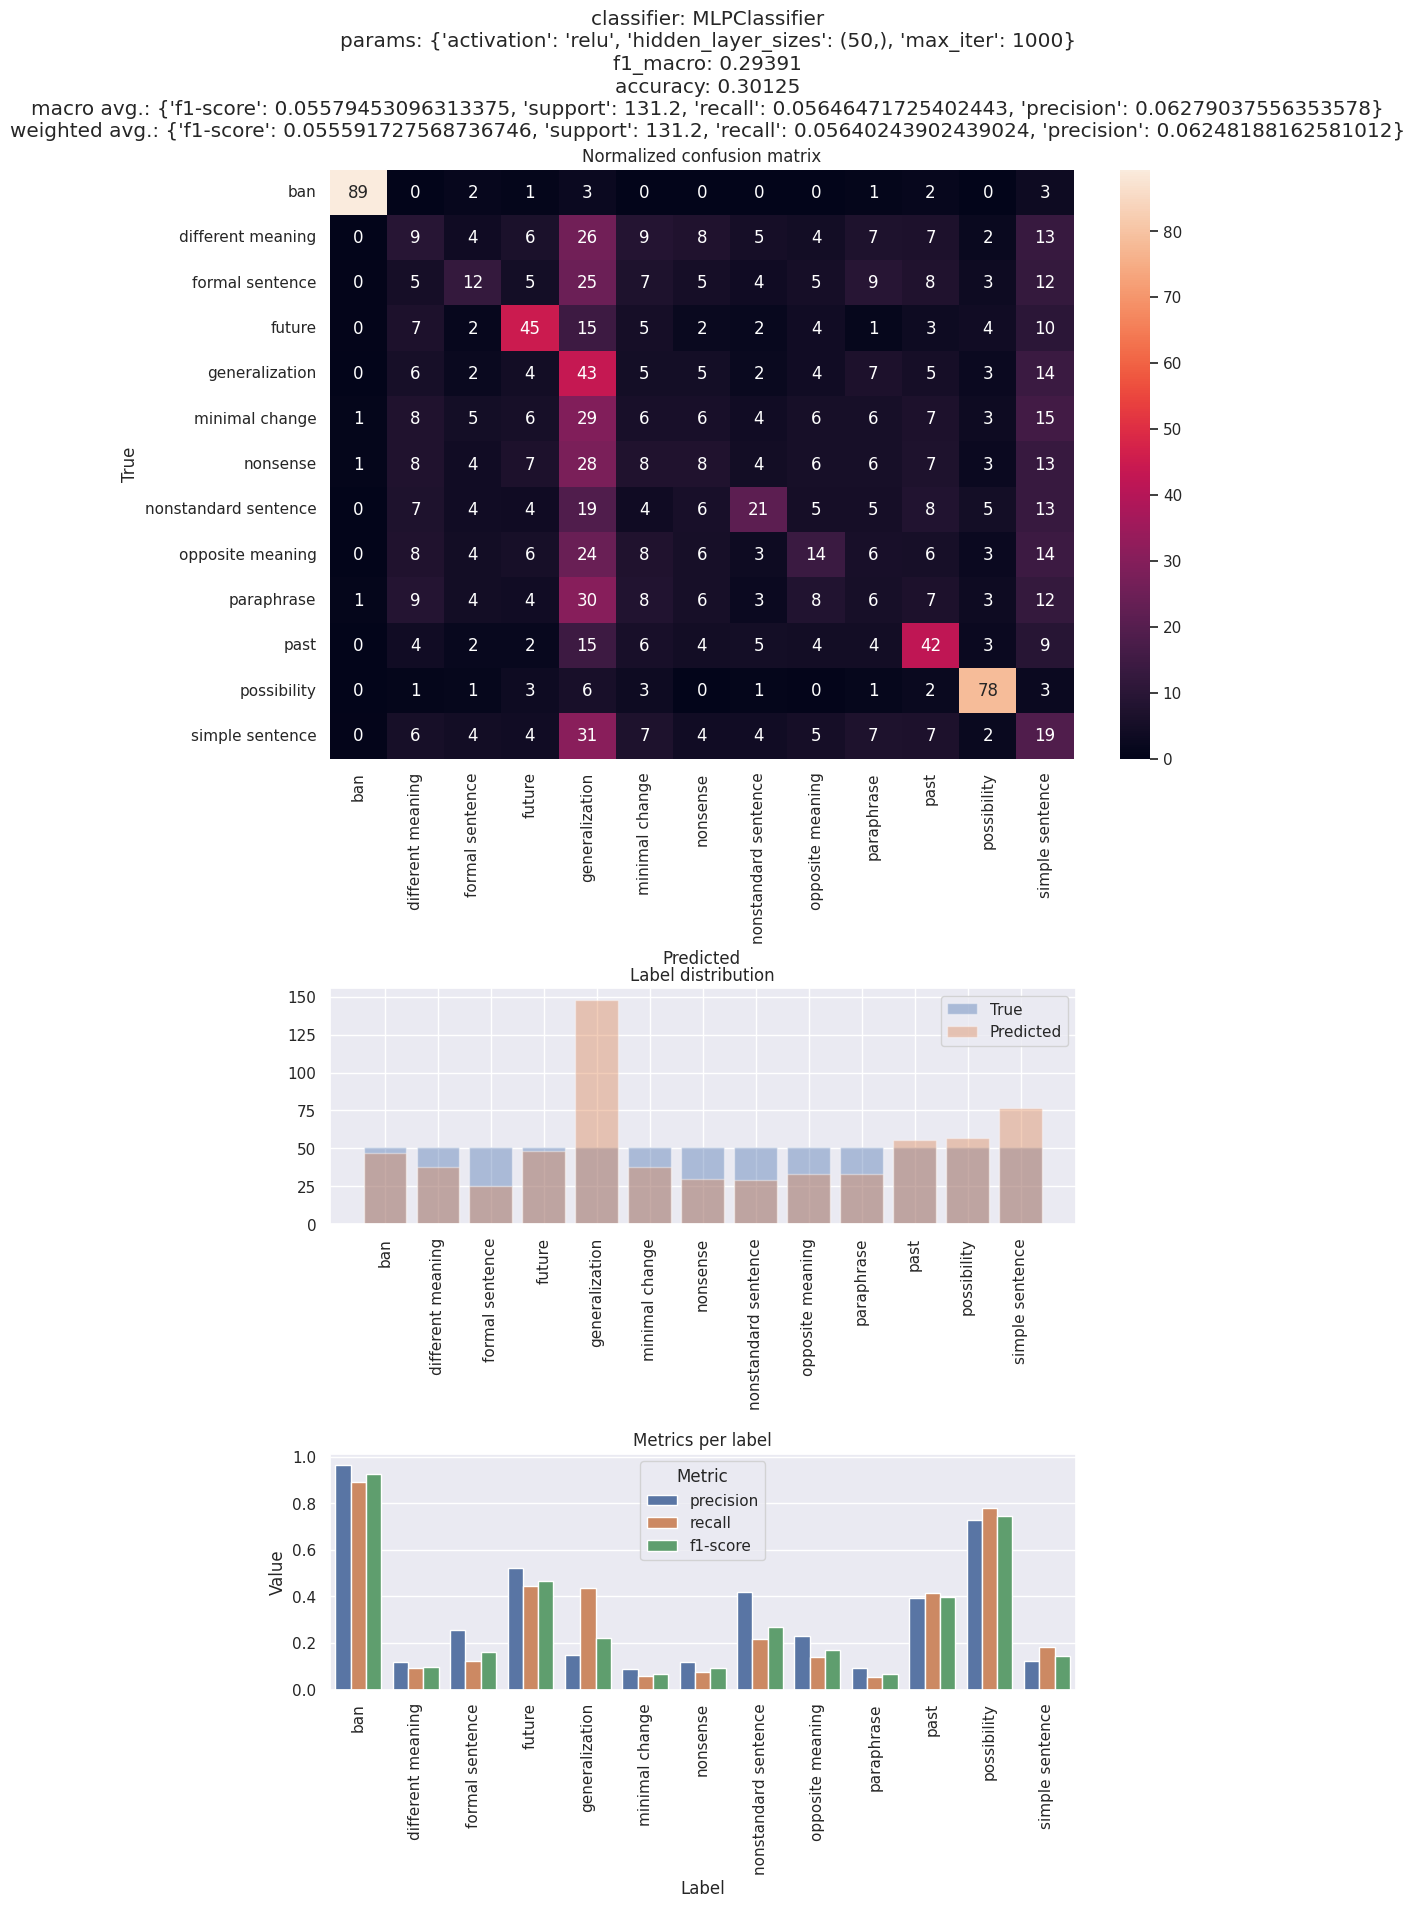 classifier: MLPClassifier
params: {'activation': 'relu', 'hidden_layer_sizes': (50,), 'max_iter': 1000}
f1_macro: 0.29391
accuracy: 0.30125
macro avg.: {'f1-score': 0.05579453096313375, 'support': 131.2, 'recall': 0.05646471725402443, 'precision': 0.06279037556353578}
weighted avg.: {'f1-score': 0.0555917275687367​46, 'support': 131.2, 'recall': 0.05640243902439024, 'precision': 0.06248188162581012}
Normalized confusion matrix
True
ban 89 0 2 1 3 0 0 0 0 1 2 0 3
different meaning 0 9 4 6 26 9 8 5 4 7 7 2 13
formal sentence 0 5 12 5 25 7 5 4 5 9 8 3 12
future 0 7 2 45 15 5 2 2 4 1 3 4 10
generalization 0 6 2 4 43 5 5 2 4 7 5 3 14
minimal change 1 8 5 6 29 6 6 4 6 6 7 3 15
nonsense 1 8 4 7 28 8 8 4 6 6 7 3 13
nonstandard sentence 0 7 4 4 19 4 6 21 5 5 8 5 13
opposite meaning 0 8 4 6 24 8 6 3 14 6 6 3 14
paraphrase 1 9 4 4 30 8 6 3 8 6 7 3 12
past 0 4 2 2 15 6 4 5 4 4 42 3 9
possibility 0 1 1 3 6 3 0 1 0 1 2 78 3
simple sentence 0 6 4 4 31 7 4 4 5 7 7 2 19
80
70
60
50
40
30
20
10
0
ban
different meaning
formal sentence
future
generalization
minimal change
nonsense
nonstandard sentence
opposite meaning
paraphrase
past
possibility
simple sentence
Predicted
Label distribution
150
125
100
75
50
25
0
True
Predicted
ban
different meaning
formal sentence
future
generalization
minimal change
nonsense
nonstandard sentence
opposite meaning
paraphrase
past
possibility
simple sentence
Metrics per label
Value
1.0
0.8
0.6
0.4
0.2
0.0
Metric
precision
recall
f1-score
ban
different meaning
formal sentence
future
generalization
minimal change
nonsense
nonstandard sentence
opposite meaning
paraphrase
past
possibility
simple sentence
Label